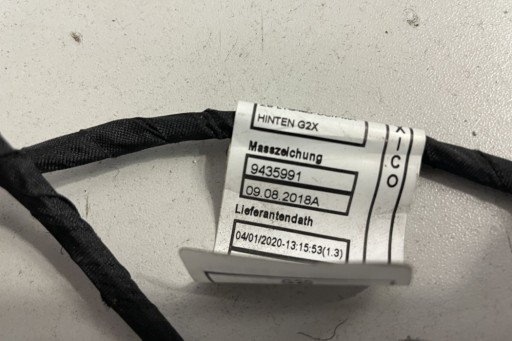 HINTEN G2X
Masszeichung
9435991
09.08.2018A
Lieferantendath
04/01/2020-13:15:53(1.3)
XICO